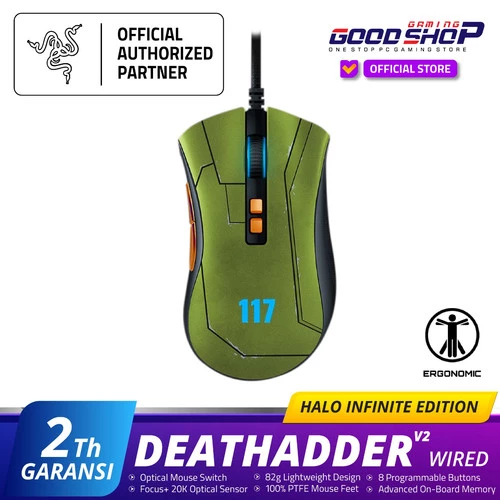 OFFICIAL
AUTHORIZED
PARTNER
GAMING
GOODSHOP
ONE STOP PC GAMING STORE
OFFICIAL STORE
117
ERGONOMIC
HALO INFINITE EDITION
2Th
GARANSI
DEATHADDER V2 WIRED
• Optical Mouse Switch • 82g Lightweight Design • 8 Programmable Buttons
• Focus+ 20K Optical Sensor • 100% PTFE Mouse Feet • Advanced On-Board Memory